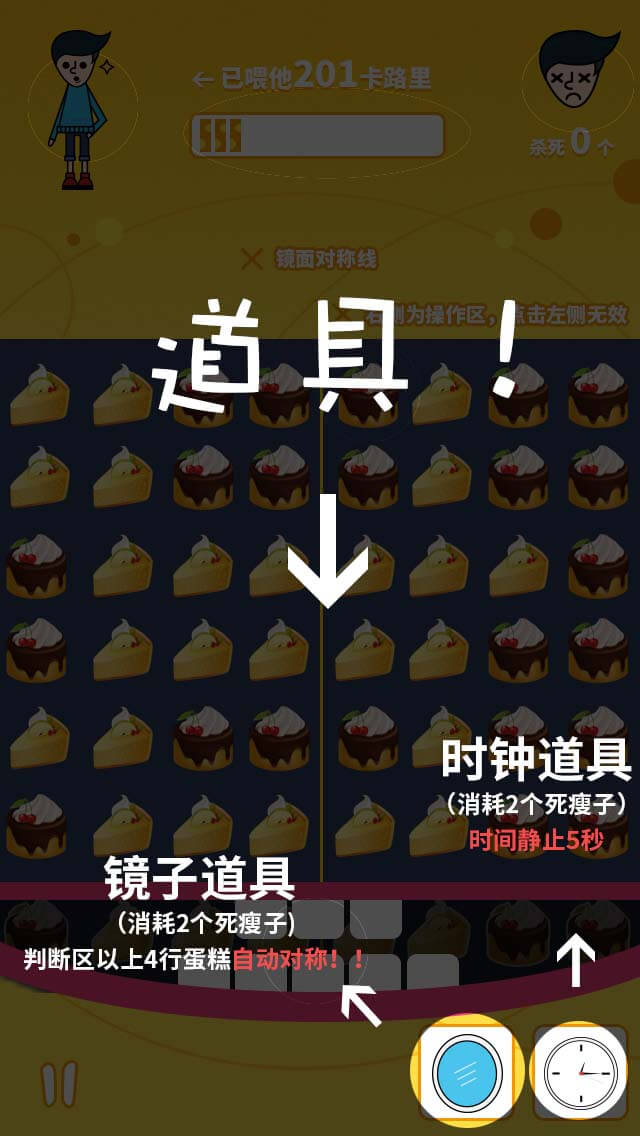 ←已喂他201卡路里
杀死0个
镜面对称线
右侧为操作区，点击左侧无效
道具！
时钟道具
（消耗2个死瘦子）
时间静止5秒
镜子道具
（消耗2个死瘦子）
判断区以上4行蛋糕自动对称！！